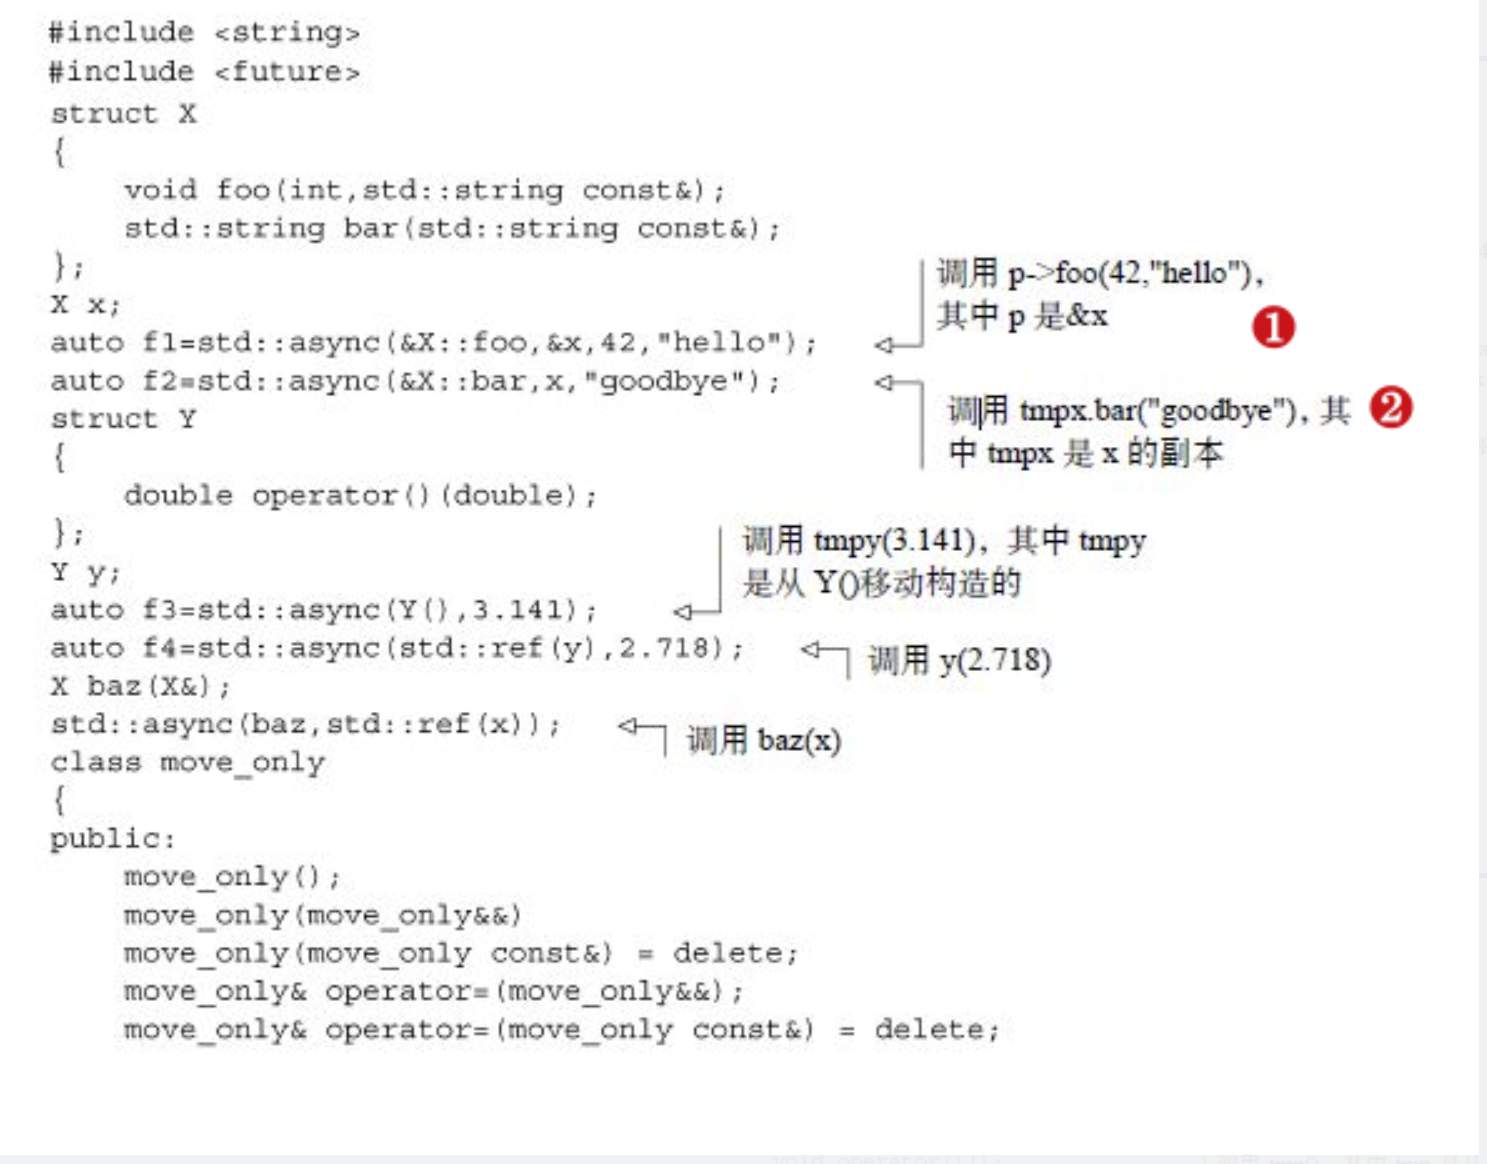 #include <string>
#include <future>
struct X
{
void foo(int,std::string const&);
std::string bar(std::string const&);
};
X x;
调用 p->foo(42,"hello"),
其中 p 是&x
1
auto f1=std::async(&X::foo,&x,42,"hello");
auto f2=std::async(&X::bar,x,"goodbye");
调用 tmpx.bar("goodbye"), 其
中 tmpx 是 x 的副本
2
struct Y
{
double operator()(double);
};
Y y;
调用 tmpy(3.141), 其中 tmpy
是从 Y()移动构造的
auto f3=std::async(Y(),3.141);
auto f4=std::async(std::ref(y),2.718);
调用 y(2.718)
X baz(X&);
std::async(baz,std::ref(x));
调用 baz(x)
class move_only
{
public:
move_only();
move_only(move_only&&)
move_only(move_only const&) = delete;
move_only& operator=(move_only&&);
move_only& operator=(move_only const&) = delete;